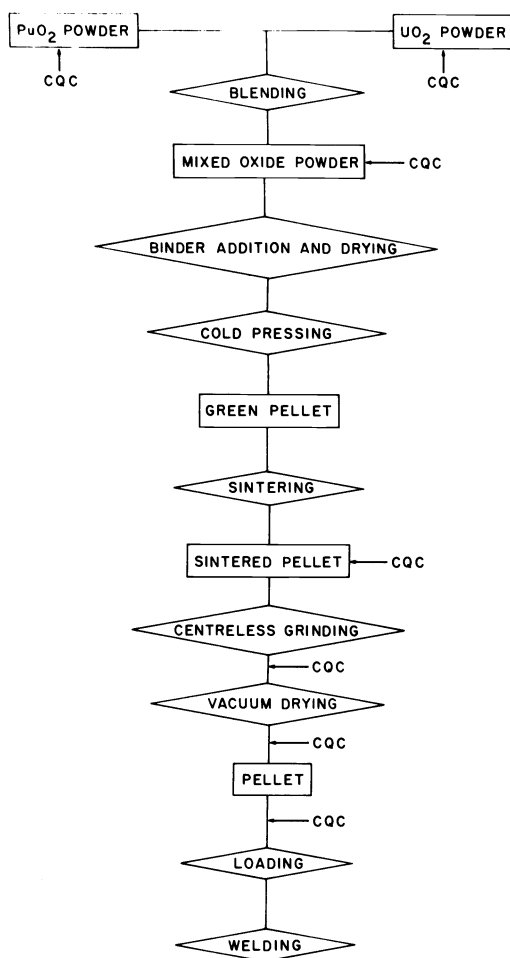 PuO₂ POWDER
UO₂ POWDER
CQC
CQC
BLENDING
MIXED OXIDE POWDER
CQC
BINDER ADDITION AND DRYING
COLD PRESSING
GREEN PELLET
SINTERING
SINTERED PELLET
CQC
CENTRELESS GRINDING
CQC
VACUUM DRYING
CQC
PELLET
CQC
LOADING
WELDING